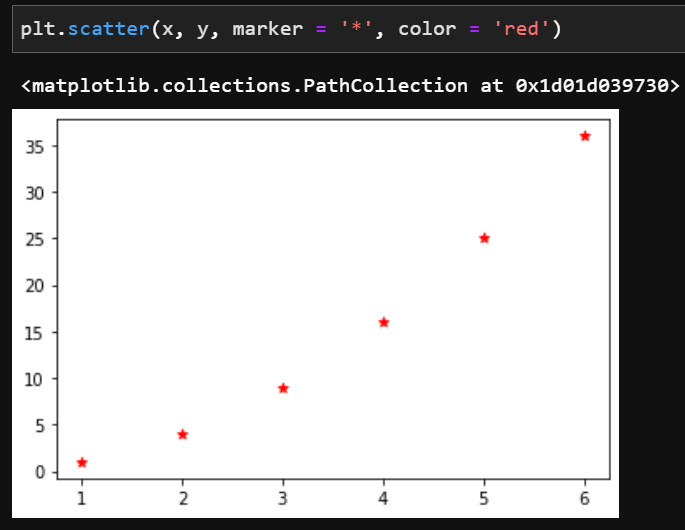 plt.scatter(x, y, marker = '*', color = 'red')
<matplotlib.collections.PathCollection at 0x1d01d039730>
35
30
25
20
15
10
5
0
1 2 3 4 5 6